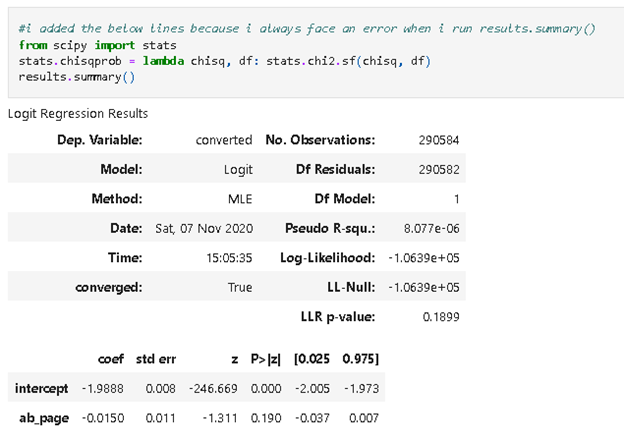 #i added the below lines because i always face an error when i run results.summary()
from scipy import stats
stats.chisqprob = lambda chisq, df: stats.chi2.sf(chisq, df)
results.summary()
Logit Regression Results
Dep. Variable: converted No. Observations: 290584
Model: Logit Df Residuals: 290582
Method: MLE Df Model: 1
Date: Sat, 07 Nov 2020 Pseudo R-squ.: 8.077e-06
Time: 15:05:35 Log-Likelihood: -1.0639e+05
converged: True LL-Null: -1.0639e+05
LLR p-value: 0.1899
coef std err z P>|z| [0.025 0.975]
intercept -1.9888 0.008 -246.669 0.000 -2.005 -1.973
ab_page -0.0150 0.011 -1.311 0.190 -0.037 0.007